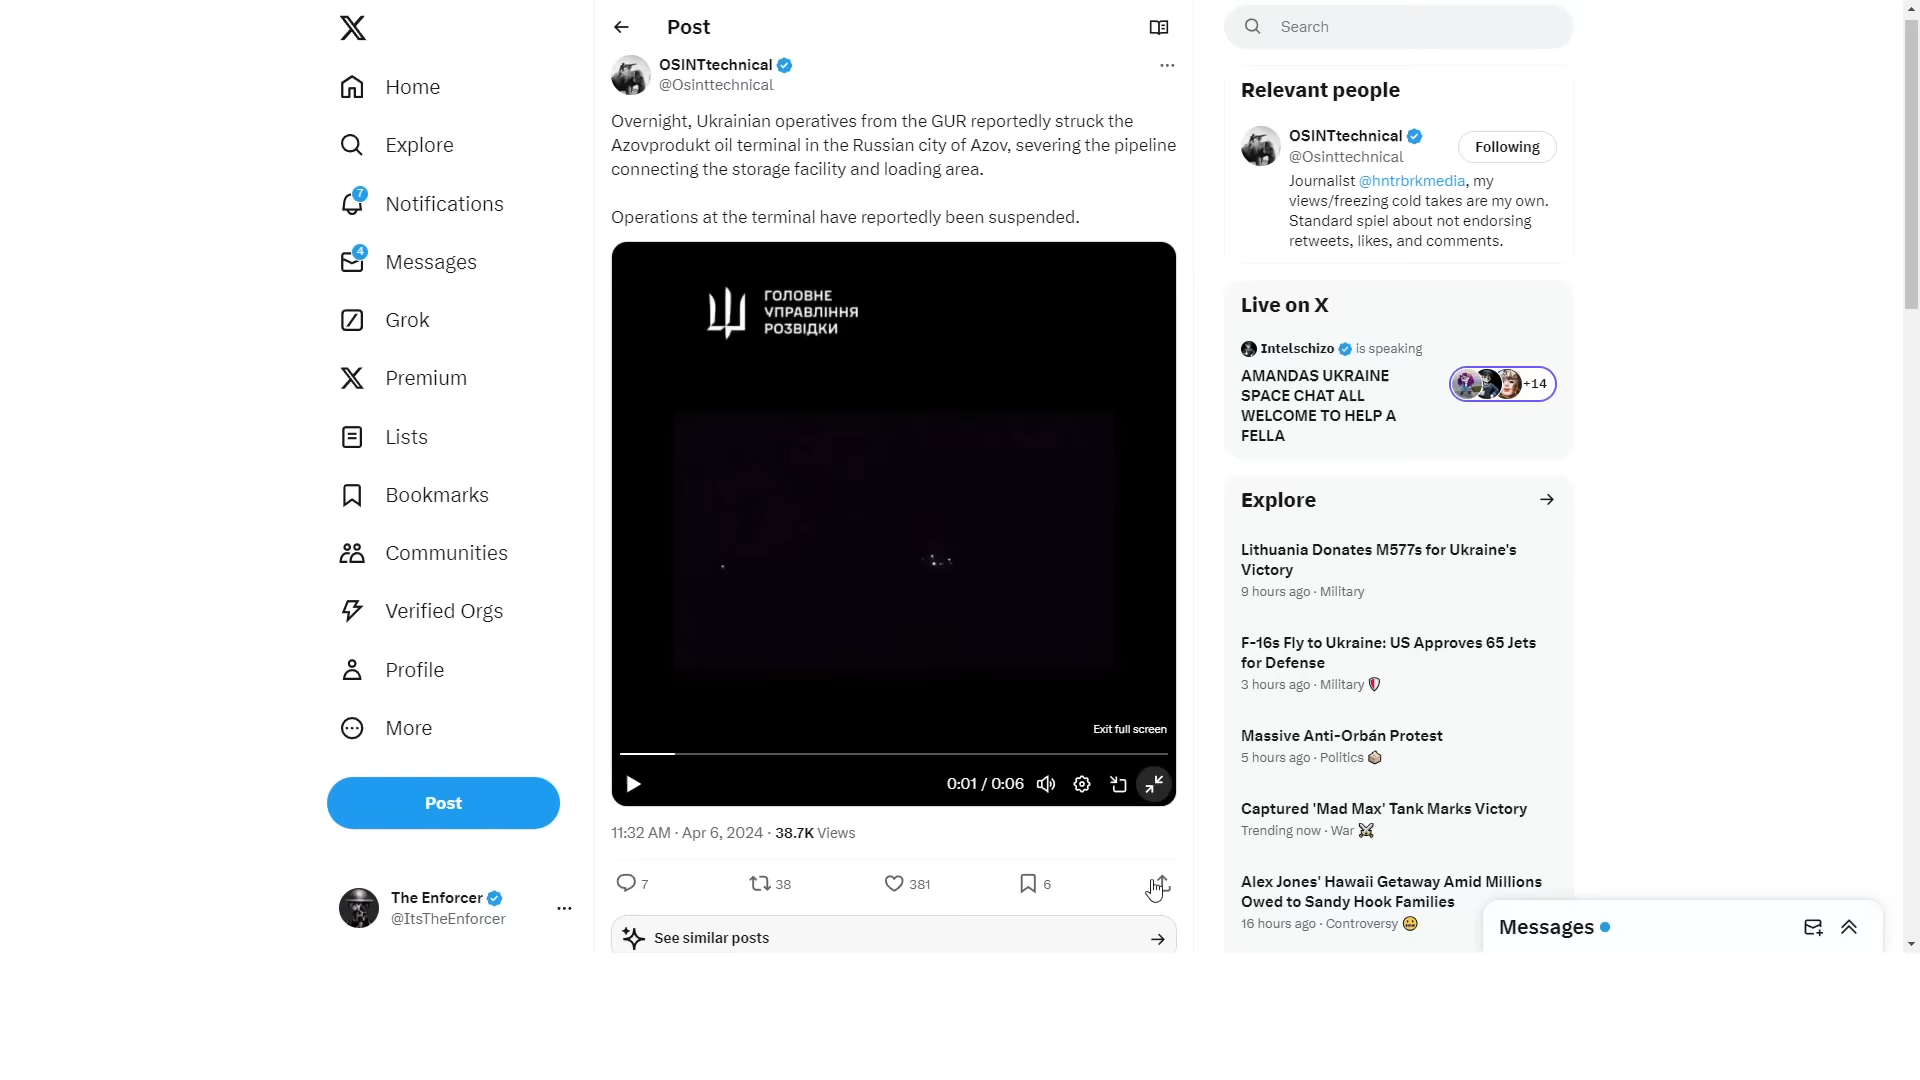 Home
Explore
7
Notifications
4
Messages
Grok
Premium
Lists
Bookmarks
Communities
Verified Orgs
Profile
More
Post
The Enforcer
@ItsTheEnforcer
Post
OSINTtechnical
@Osinttechnical
Overnight, Ukrainian operatives from the GUR reportedly struck the
Azovprodukt oil terminal in the Russian city of Azov, severing the pipeline
connecting the storage facility and loading area.
Operations at the terminal have reportedly been suspended.
ГОЛОВНЕ
УПРАВЛІННЯ
РОЗВІДКИ
Exit full screen
0:01 / 0:06
11:32 AM · Apr 6, 2024 · 38.7K Views
7 38 381 6
See similar posts
Search
Relevant people
OSINTtechnical
@Osinttechnical
Following
Journalist @hntrbrkmedia, my
views/freezing cold takes are my own.
Standard spiel about not endorsing
retweets, likes, and comments.
Live on X
Intelschizo is speaking
AMANDAS UKRAINE
SPACE CHAT ALL
WELCOME TO HELP A
FELLA
+14
Explore
Lithuania Donates M577s for Ukraine's
Victory
9 hours ago · Military
F-16s Fly to Ukraine: US Approves 65 Jets
for Defense
3 hours ago · Military
Massive Anti-Orbán Protest
5 hours ago · Politics
Captured 'Mad Max' Tank Marks Victory
Trending now · War
Alex Jones' Hawaii Getaway Amid Millions
Owed to Sandy Hook Families
16 hours ago · Controversy
Messages